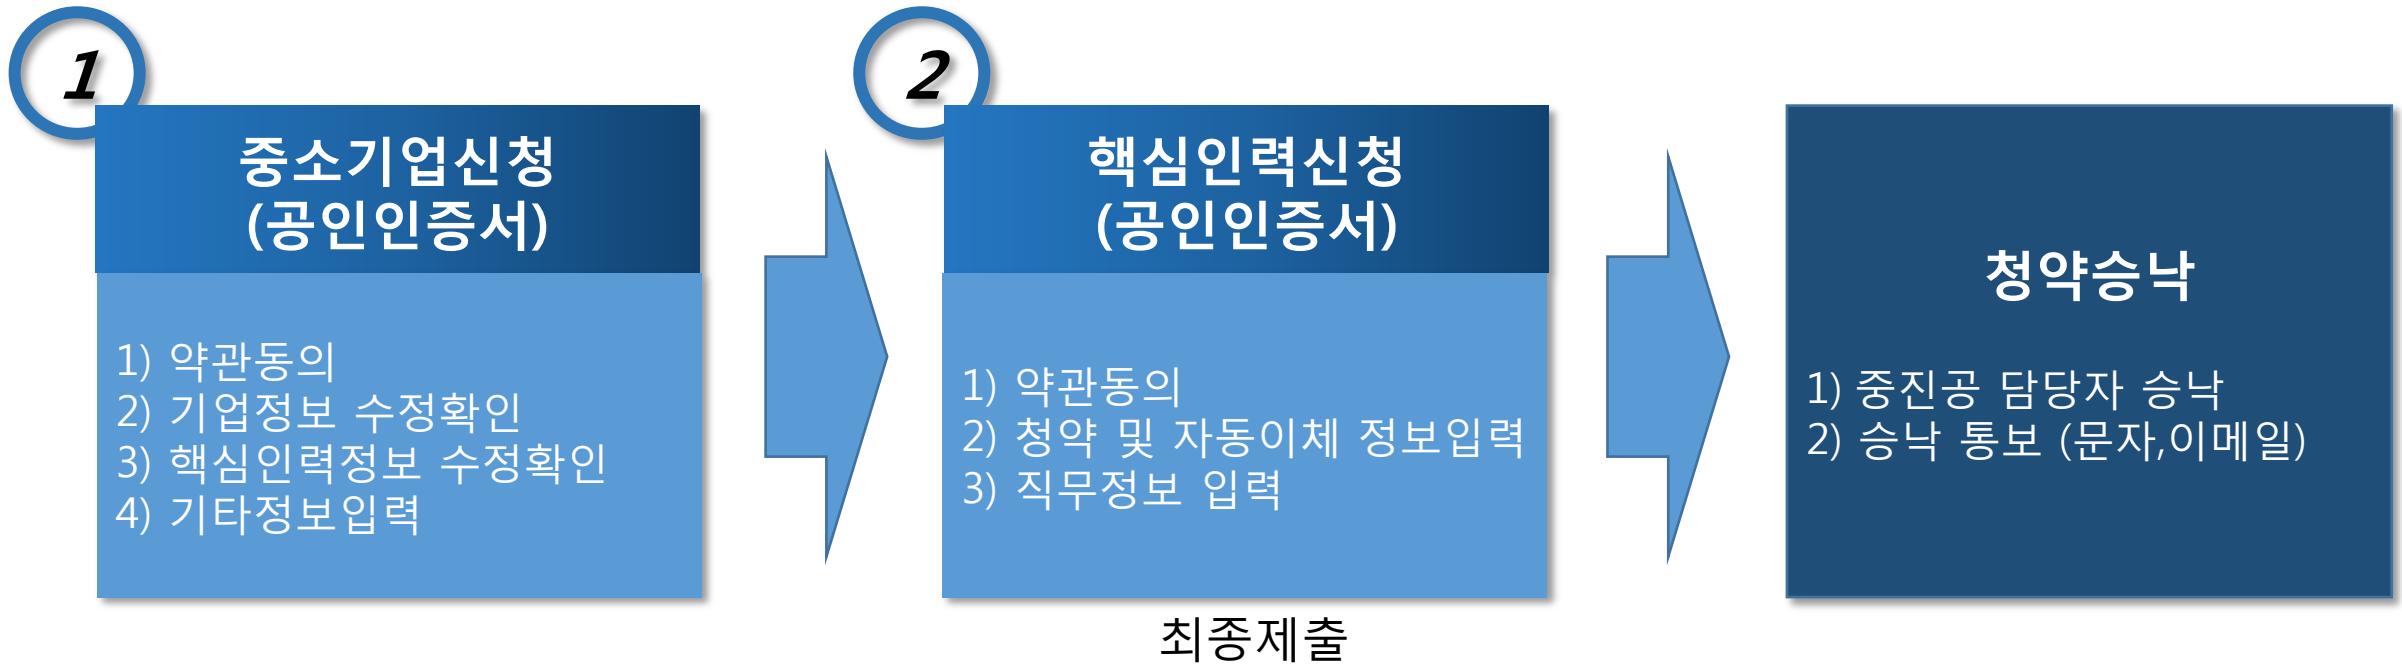 1
중소기업신청
(공인인증서)
1) 약관동의
2) 기업정보 수정확인
3) 핵심인력정보 수정확인
4) 기타정보입력
2
핵심인력신청
(공인인증서)
1) 약관동의
2) 청약 및 자동이체 정보입력
3) 직무정보 입력
최종제출
청약승낙
1) 중진공 담당자 승낙
2) 승낙 통보 (문자,이메일)